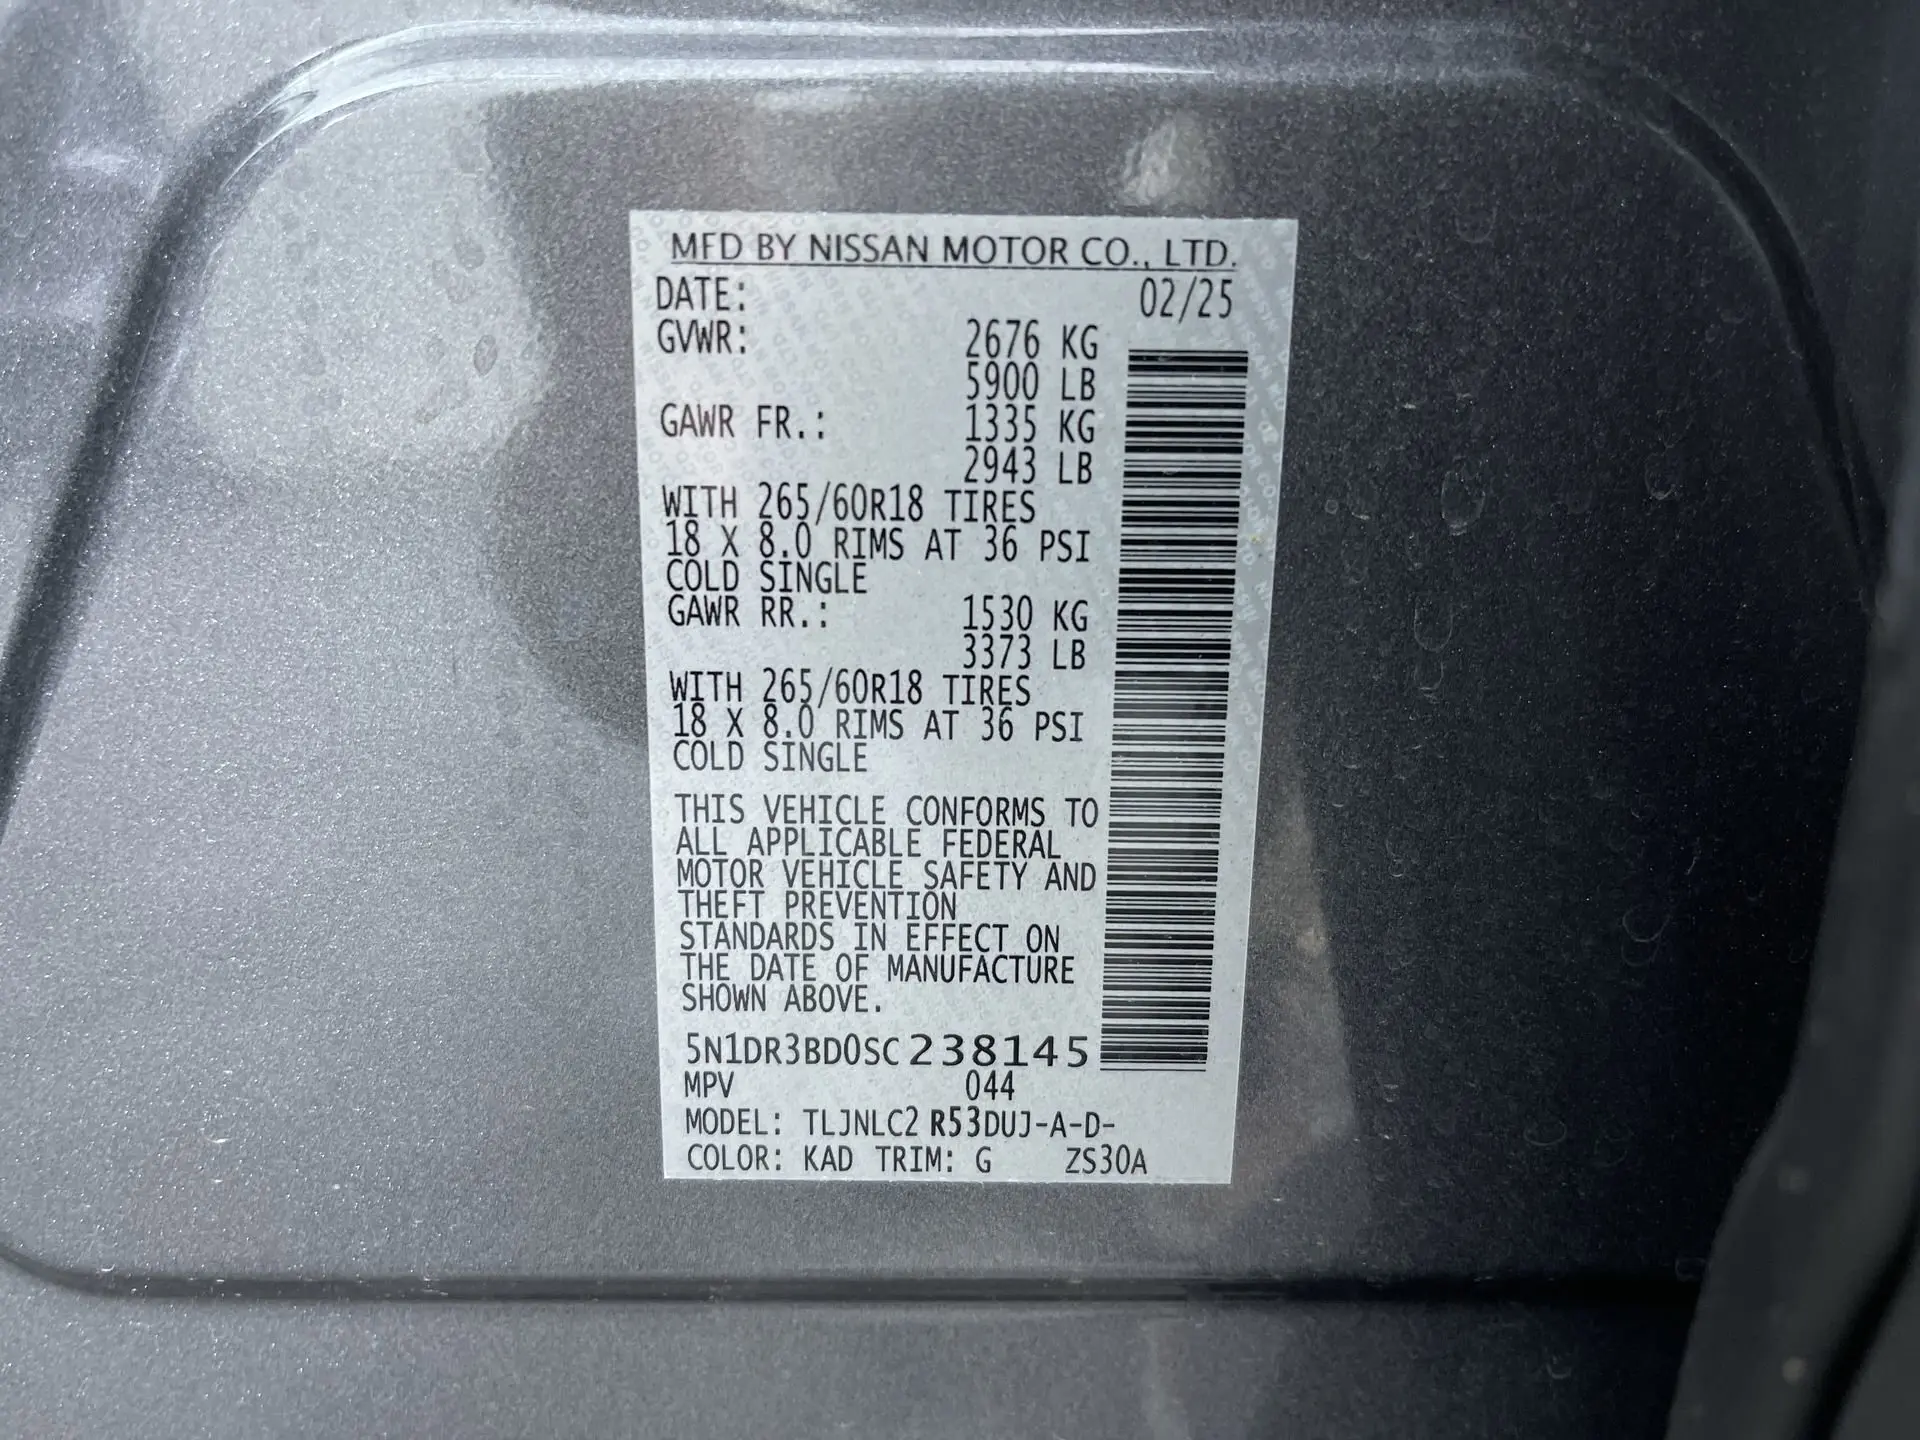 MFD BY NISSAN MOTOR CO., LTD.
DATE: 02/25
GVWR: 2676 KG
5900 LB
GAWR FR.: 1335 KG
2943 LB
WITH 265/60R18 TIRES
18 X 8.0 RIMS AT 36 PSI
COLD SINGLE
GAWR RR.: 1530 KG
3373 LB
WITH 265/60R18 TIRES
18 X 8.0 RIMS AT 36 PSI
COLD SINGLE
THIS VEHICLE CONFORMS TO
ALL APPLICABLE FEDERAL
MOTOR VEHICLE SAFETY AND
THEFT PREVENTION
STANDARDS IN EFFECT ON
THE DATE OF MANUFACTURE
SHOWN ABOVE.
5N1DR3BD0SC238145
MPV 044
MODEL: TLJNLC2 R53DUJ-A-D-
COLOR: KAD TRIM: G ZS30A